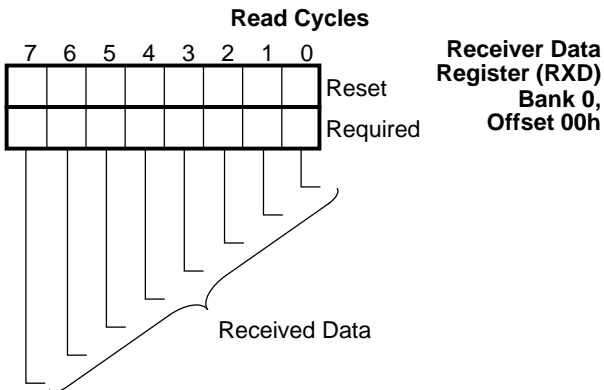 Read Cycles
7 6 5 4 3 2 1 0
Reset
Required
Receiver Data
Register (RXD)
Bank 0,
Offset 00h
Received Data